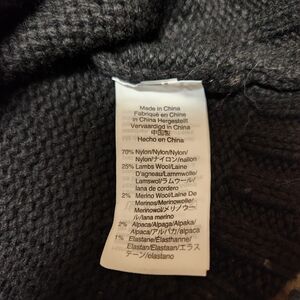 Made in China
Fabriqué en Chine
in China Hergestellt
Vervaardigd in China
中国製
Hecho en China
70% Nylon/Nylon/Nylon/
Nylon/ナイロン/nailon
25% Lambs Wool/Laine
D'agneau/Lammwolle/
Lamswol/ラムウール/
lana de cordero
2% Merino Wool/Laine De
Merinos/Merinowolle/
Merinowol/メリノウー
ル/lana merino
2% Alpaca/Alpaga/Alpaka/
Alpaca/アルパカ/alpaca
1% Elastane/Élasthanne/
Elastan/Elastaan/エラス
テーン/elastano